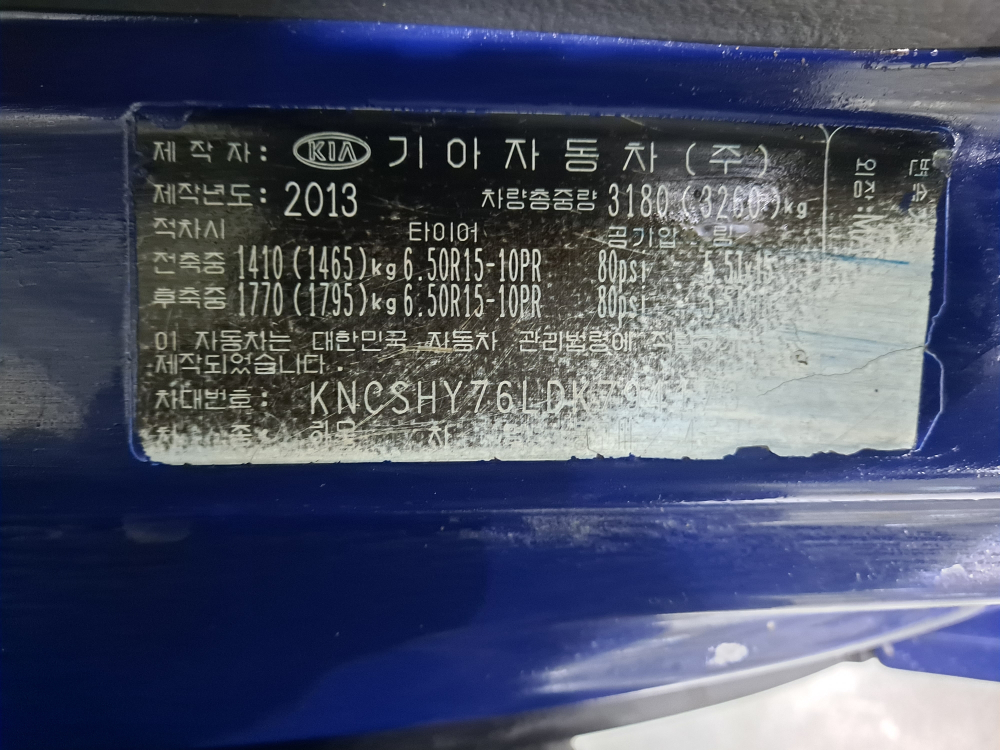 제 작 자 : KIA 기 아 자 동 차 ( 주 )
제작년도 : 2013 차량총중량 3180 (3260 )kg
적차시 타이어 공기압 림
전축중 1410 (1465)kg 6.50R15-10PR 80psi
후축중 1770 (1795)kg 6.50R15-10PR 80psi
이 자동차는 대한민국 자동차 관리법령에
제작되었습니다 .
차대번호 : KNCSHY76LDK
외장 :
변속